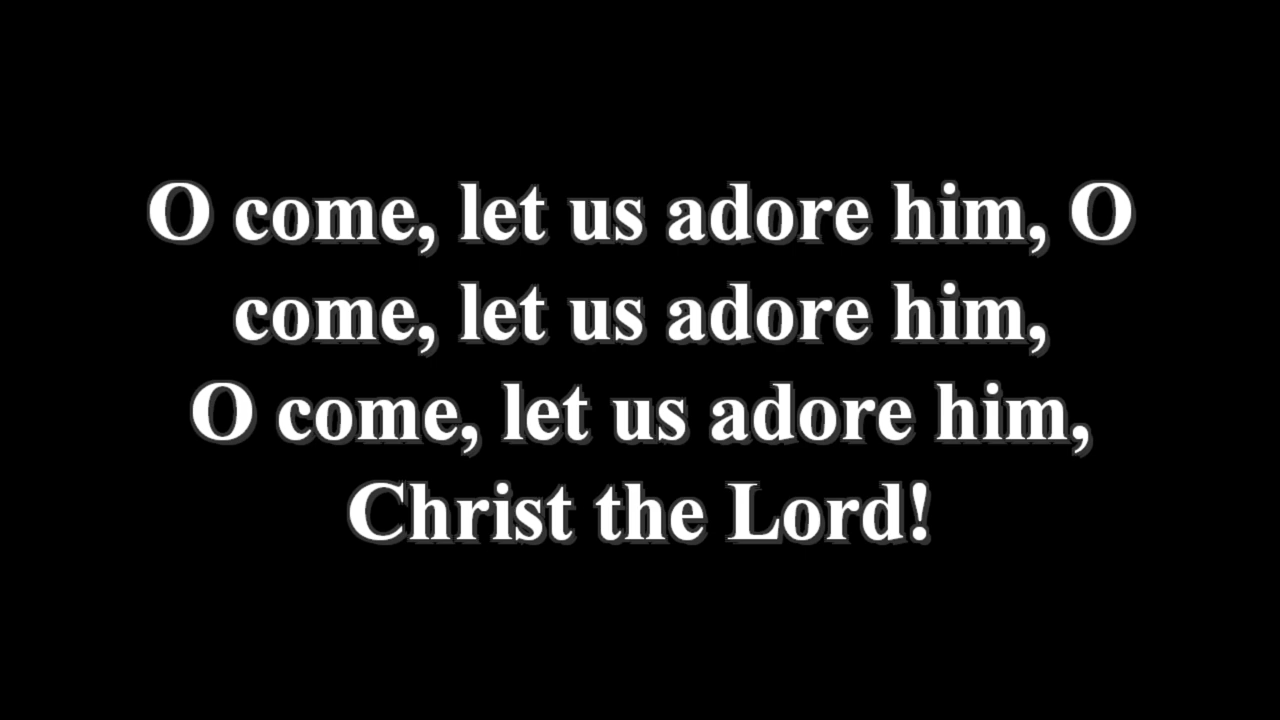 O come, let us adore him, O
come, let us adore him,
O come, let us adore him,
Christ the Lord!